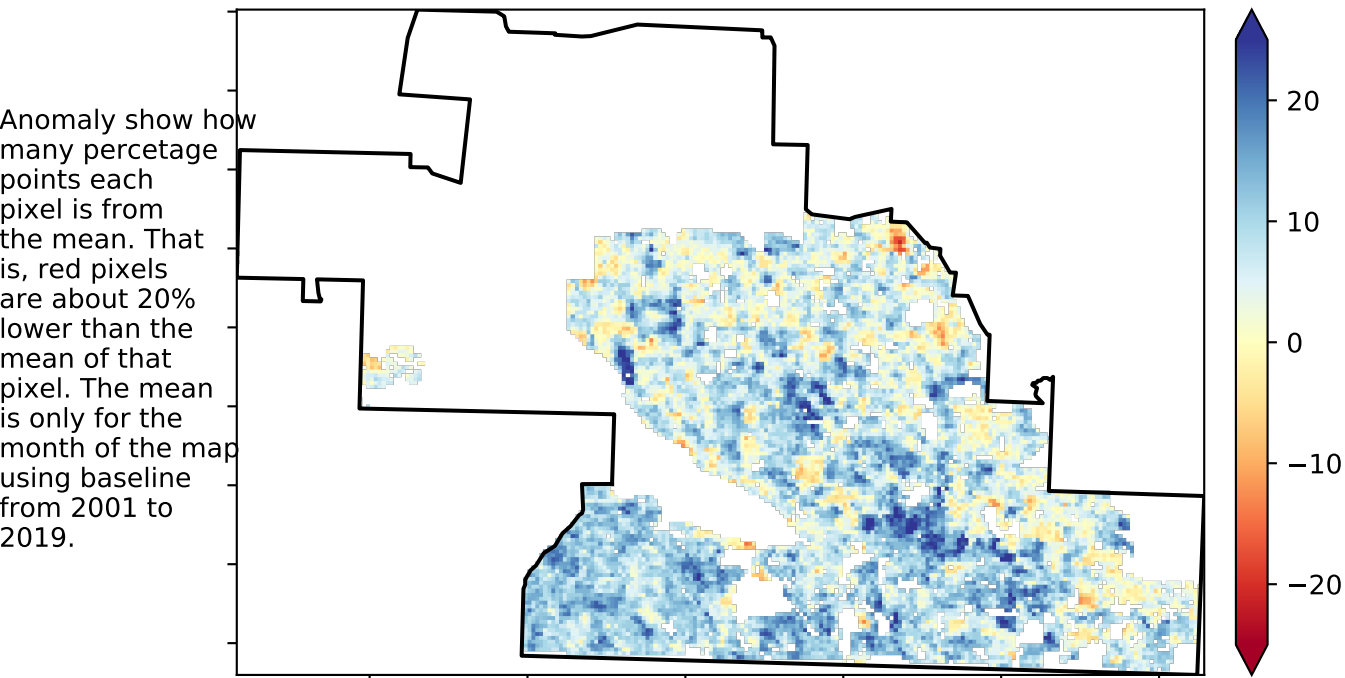 Anomaly show how
many percetage
points each
pixel is from
the mean. That
is, red pixels
are about 20%
lower than the
mean of that
pixel. The mean
is only for the
month of the map
using baseline
from 2001 to
2019.
20
10
0
−10
−20